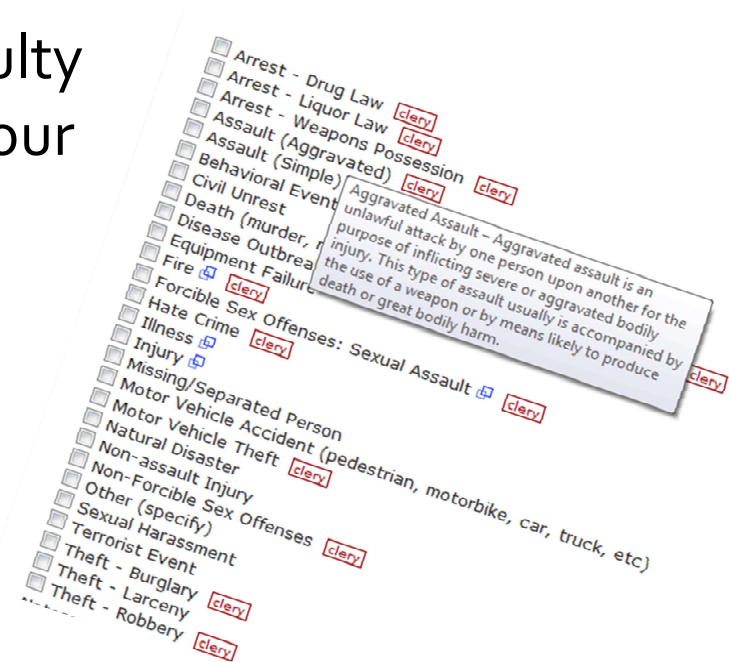 ulty
our
Arrest - Drug Law clery
Arrest - Liquor Law clery
Arrest - Weapons Possession clery
Assault (Aggravated) clery
Assault (Simple)
Behavioral Event
Civil Unrest
Death (murder, clery
Disease Outbrea
Equipment Failure
Fire clery
Forcible Sex Offenses: Sexual Assault clery
Hate Crime clery
Illness
Injury
Missing/Separated Person
Motor Vehicle Accident (pedestrian, motorbike, car, truck, etc)
Motor Vehicle Theft clery
Natural Disaster
Non-assault Injury
Non-Forcible Sex Offenses clery
Other (specify)
Sexual Harassment
Terrorist Event
Theft - Burglary clery
Theft - Larceny
Theft - Robbery clery
Aggravated Assault – Aggravated assault is an
unlawful attack by one person upon another for the
purpose of inflicting severe or aggravated bodily
injury. This type of assault usually is accompanied by
the use of a weapon or by means likely to produce
death or great bodily harm.